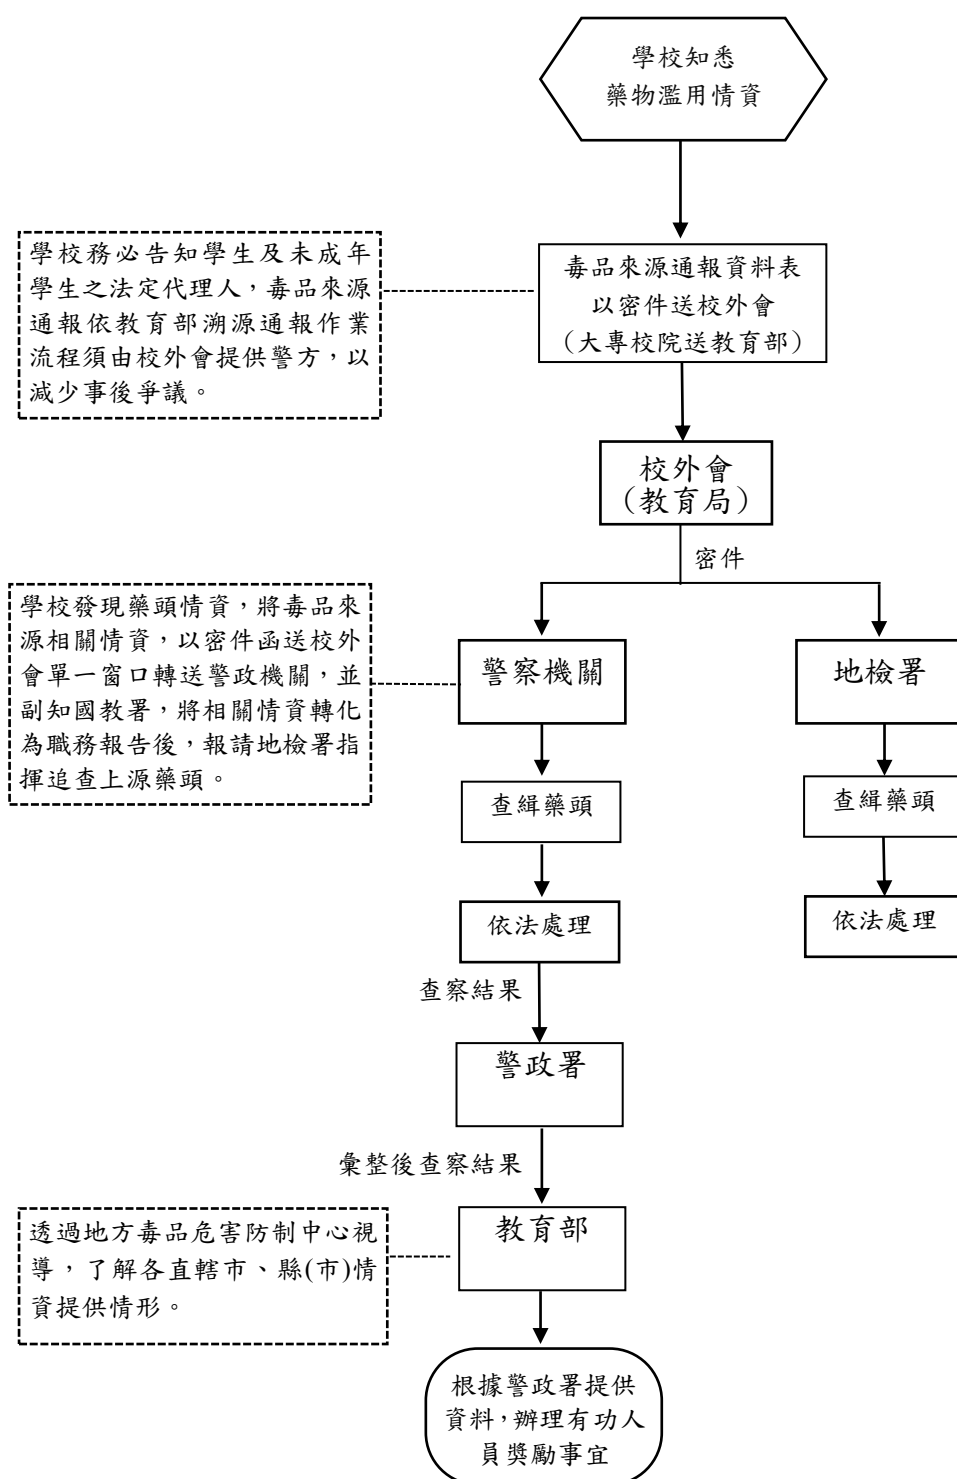 學校知悉
藥物濫用情資
學校務必告知學生及未成年
學生之法定代理人，毒品來源
通報依教育部溯源通報作業
流程須由校外會提供警方，以
減少事後爭議。
毒品來源通報資料表
以密件送校外會
（大專校院送教育部）
校外會
（教育局）
密件
學校發現藥頭情資，將毒品來
源相關情資，以密件函送校外
會單一窗口轉送警政機關，並
副知國教署，將相關情資轉化
為職務報告後，報請地檢署指
揮追查上源藥頭。
警察機關
地檢署
查緝藥頭
查緝藥頭
依法處理
依法處理
查察結果
警政署
彙整後查察結果
透過地方毒品危害防制中心視
導，了解各直轄市、縣(市)情
資提供情形。
教育部
根據警政署提供
資料，辦理有功人
員獎勵事宜